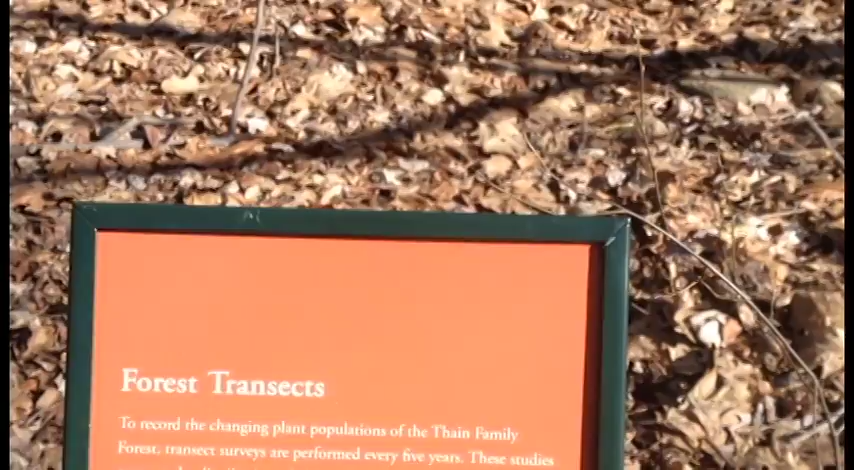 Forest Transects
To record the changing plant populations of the Thain Family
Forest, transect surveys are performed every five years. These studies